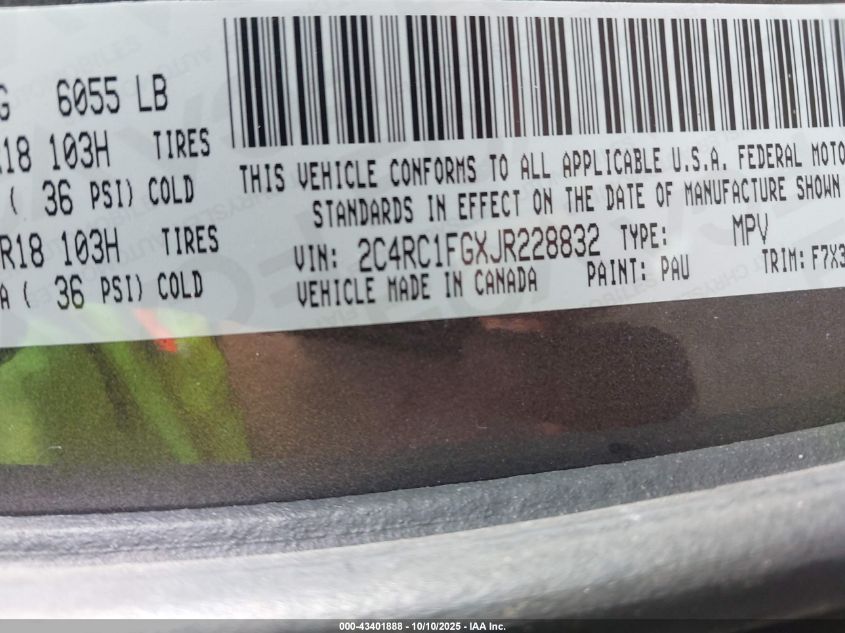 G 6055 LB
R18 103H TIRES
( 36 PSI) COLD
R18 103H TIRES
A ( 36 PSI) COLD
THIS VEHICLE CONFORMS TO ALL APPLICABLE U.S.A. FEDERAL MOTO
STANDARDS IN EFFECT ON THE DATE OF MANUFACTURE SHOWN
VIN: 2C4RC1FGXJR228832 TYPE: MPV
VEHICLE MADE IN CANADA PAINT: PAU TRIM: F7X3
000-43401888 - 10/10/2025 - IAA Inc.